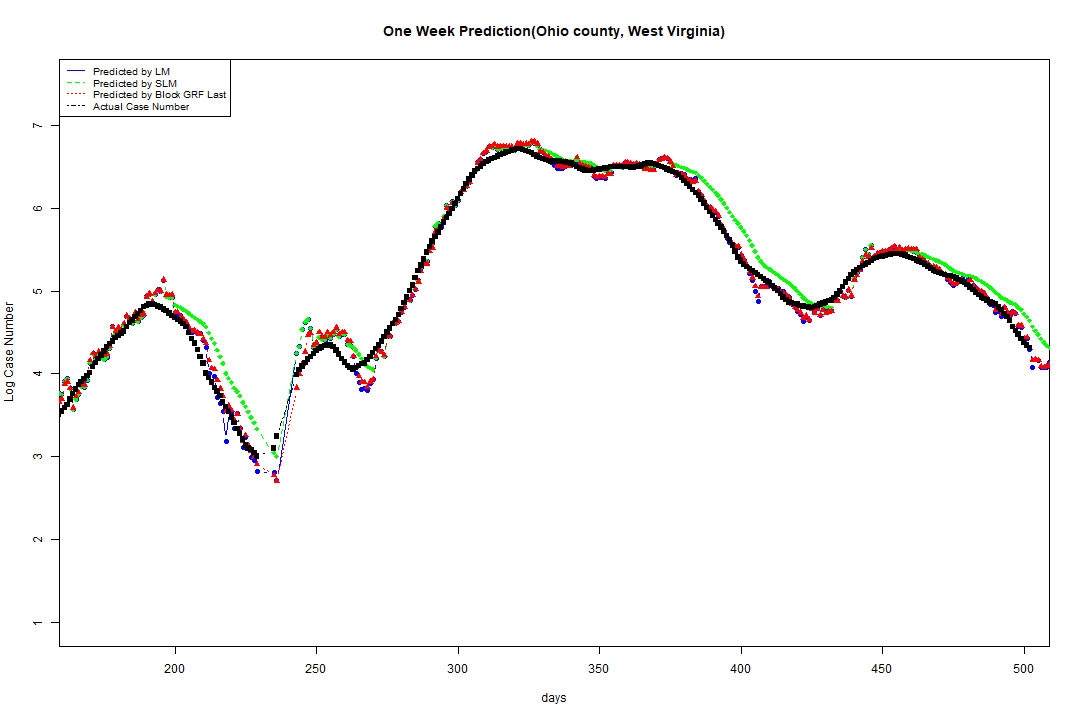 One Week Prediction(Ohio county, West Virginia)
Predicted by LM
Predicted by SLM
Predicted by Block GRF Last
Actual Case Number
7
6
5
4
3
2
1
Log Case Number
200 250 300 350 400 450 500
days